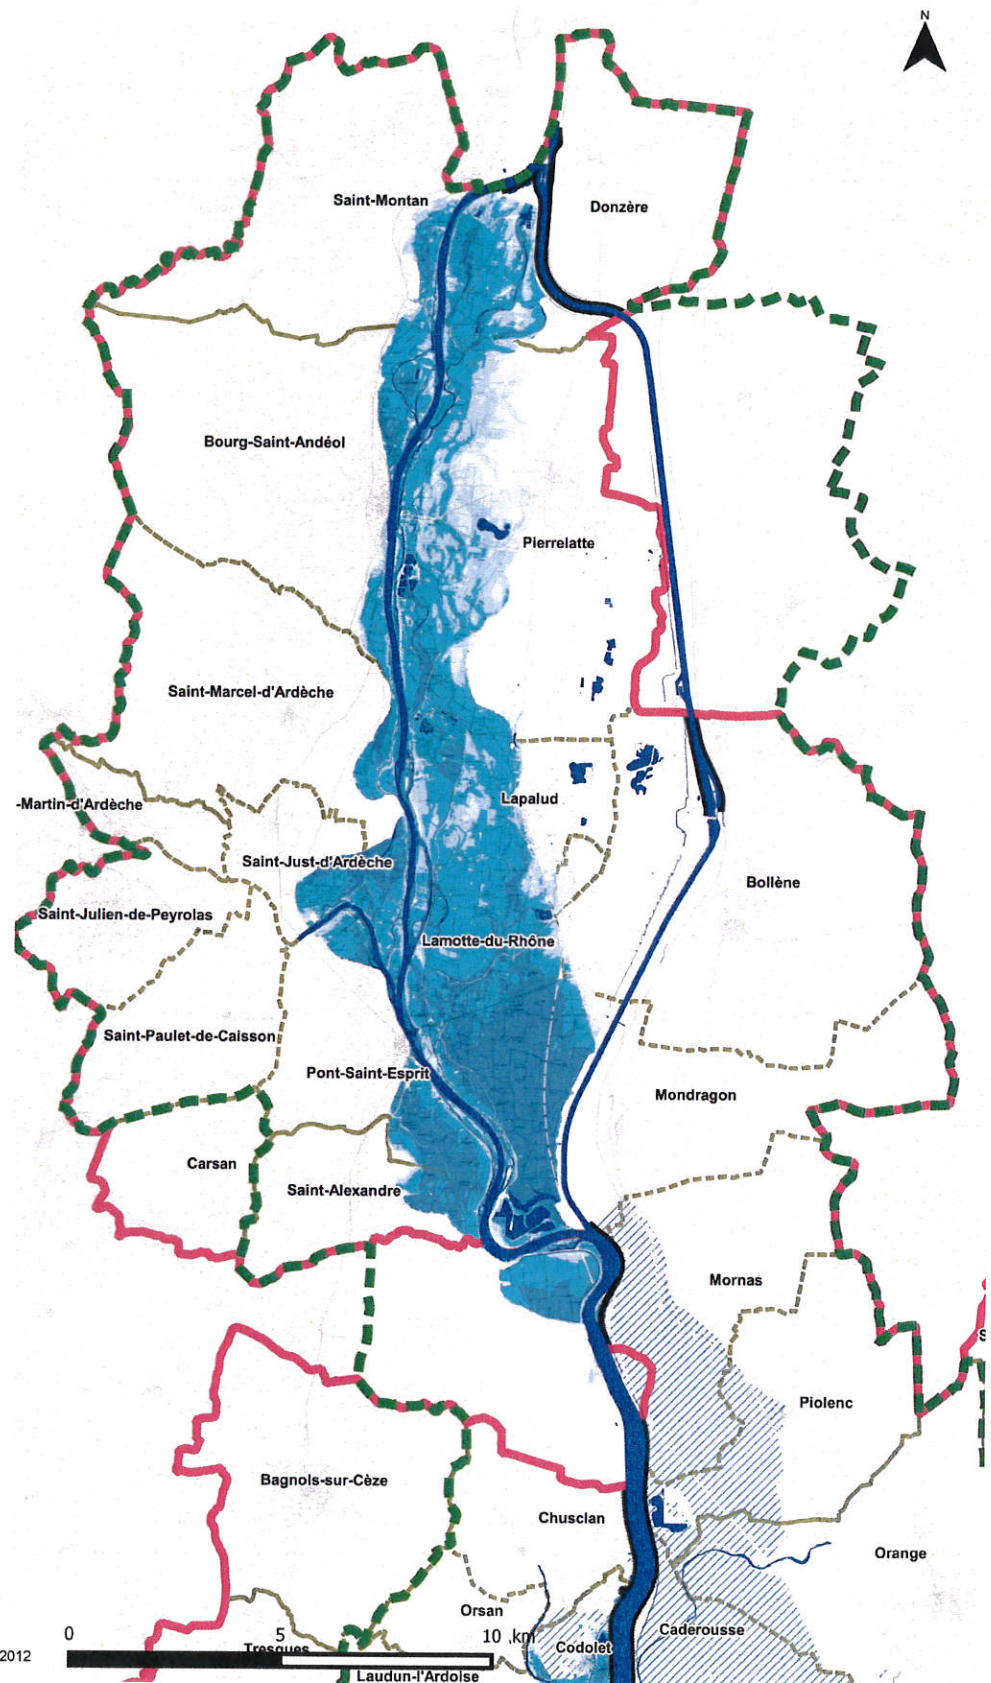 N
Saint-Montan
Donzère
Bourg-Saint-Andéol
Pierrelatte
Saint-Marcel-d'Ardèche
Lapalud
-Martin-d'Ardèche
Saint-Just-d'Ardèche
Bollène
Saint-Julien-de-Peyrolas
Lamotte-du-Rhône
Saint-Paulet-de-Caisson
Pont-Saint-Esprit
Mondragon
Carsan
Saint-Alexandre
Mornas
S
Piolenc
Bagnols-sur-Cèze
Chusclan
Orange
Orsan
Caderousse
0 5 10 km
Codolet
Tresques
2012
Laudun-l'Ardoise